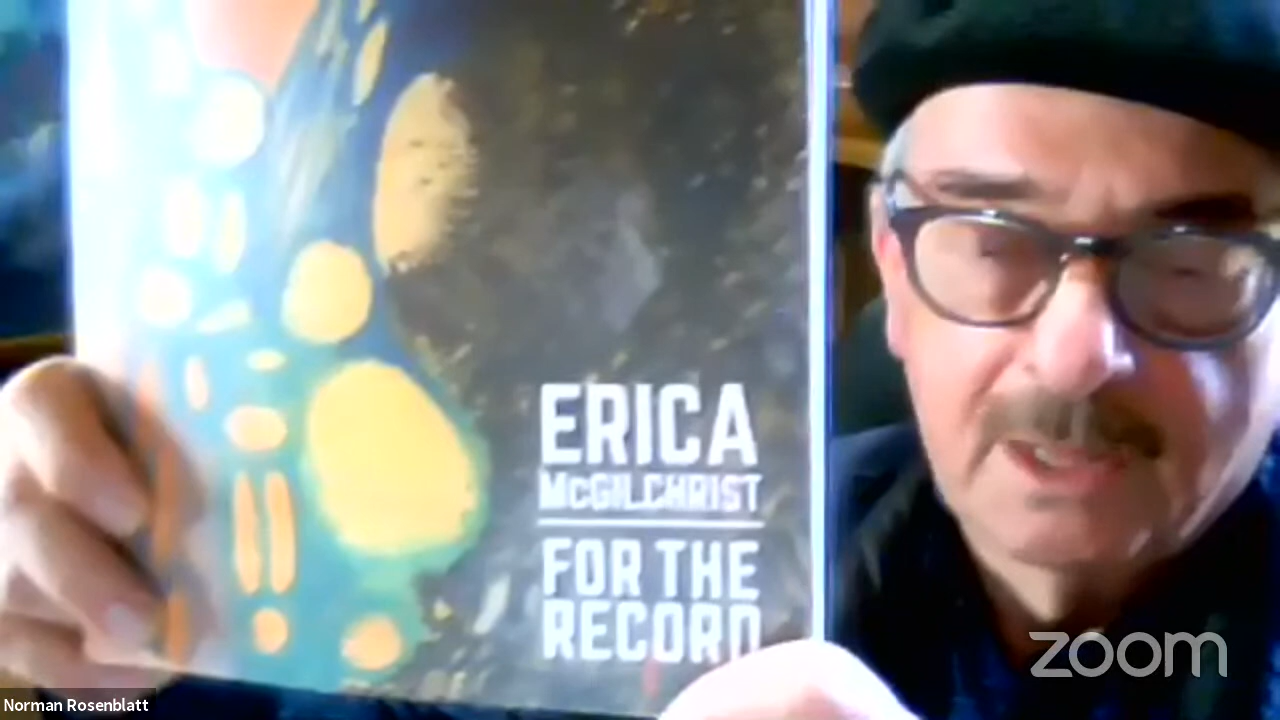 ERICA
McGILCHRIST
FOR THE
RECORD
zoom
Norman Rosenblatt